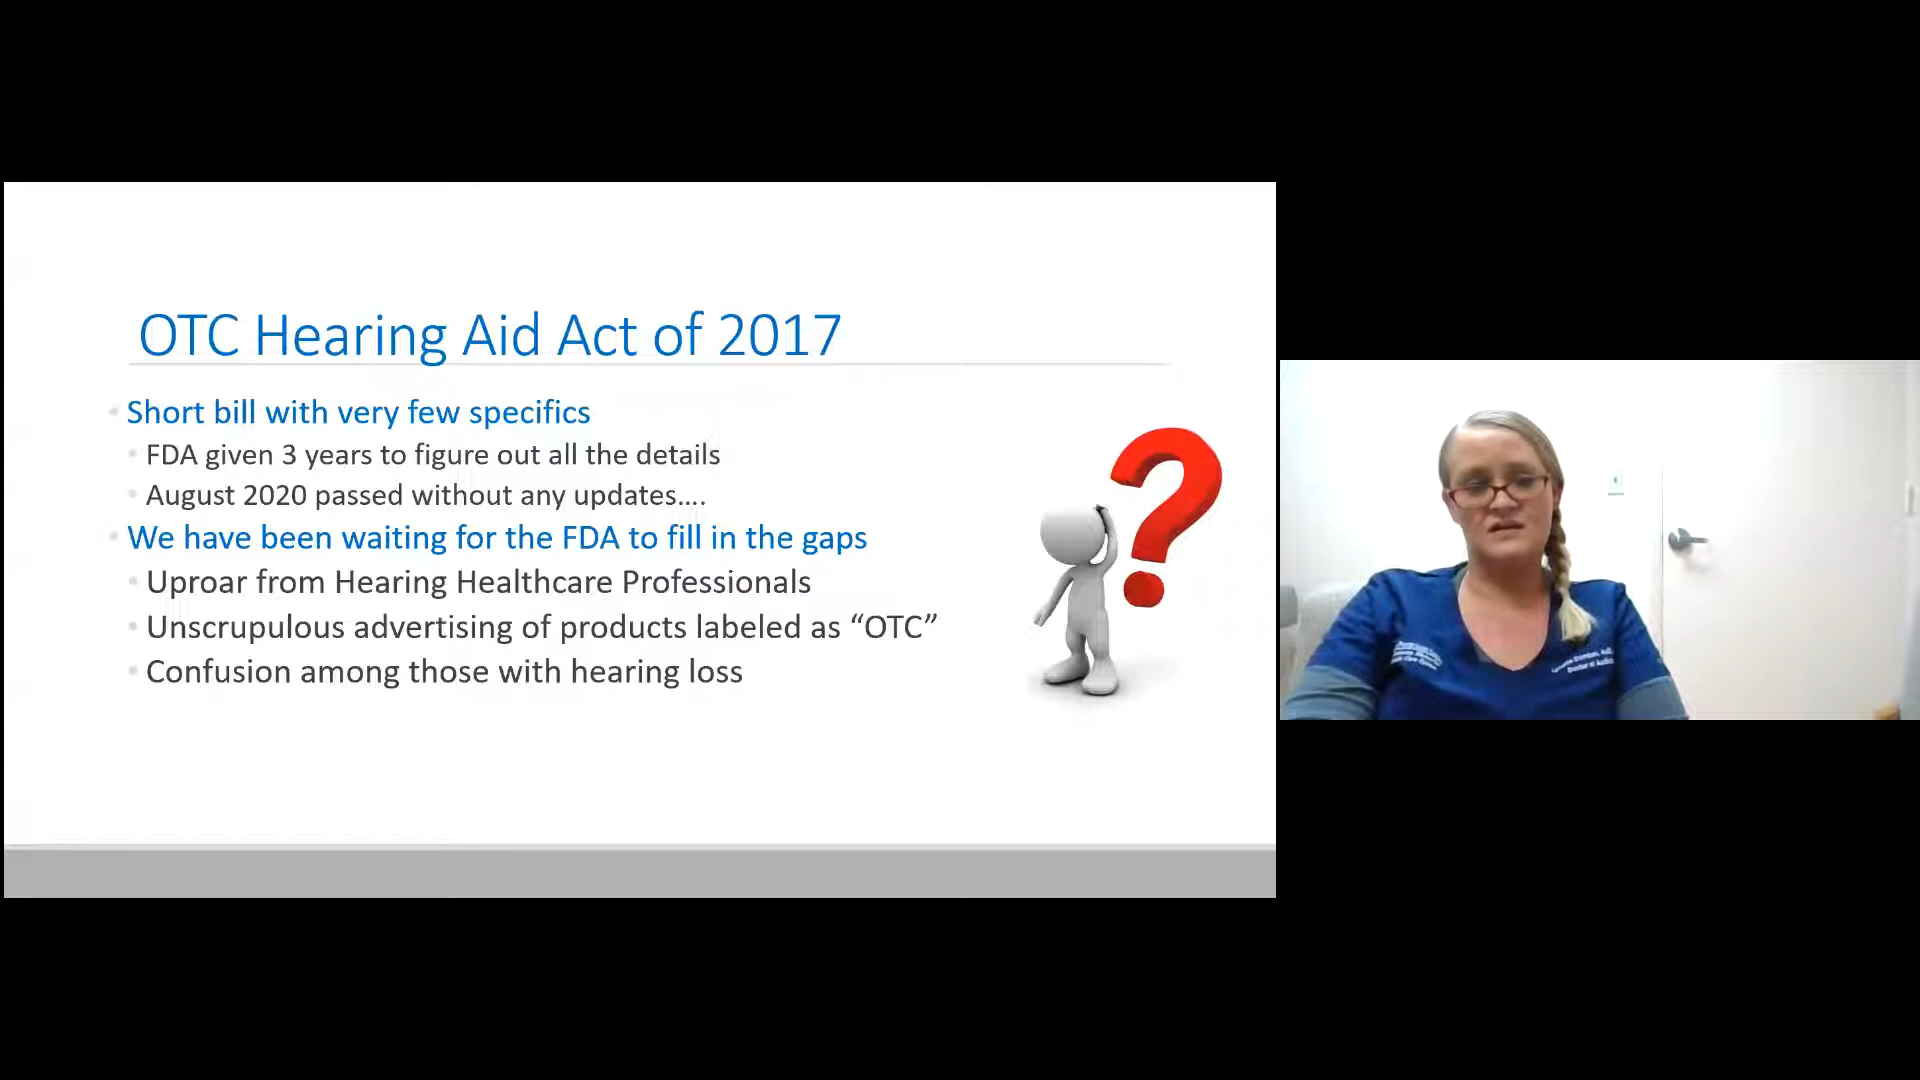 OTC Hearing Aid Act of 2017
Short bill with very few specifics
FDA given 3 years to figure out all the details
August 2020 passed without any updates….
We have been waiting for the FDA to fill in the gaps
Uproar from Hearing Healthcare Professionals
Unscrupulous advertising of products labeled as “OTC”
Confusion among those with hearing loss